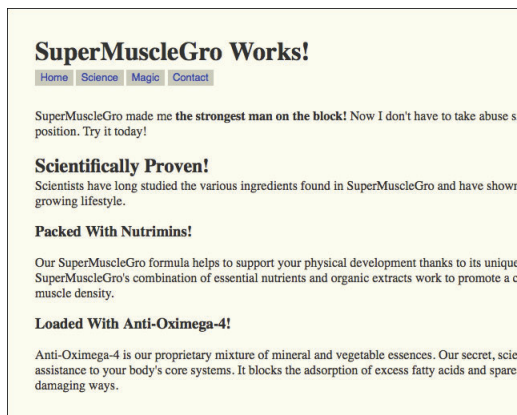 SuperMuscleGro Works!
Home Science Magic Contact
SuperMuscleGro made me the strongest man on the block! Now I don't have to take abuse s
position. Try it today!
Scientifically Proven!
Scientists have long studied the various ingredients found in SuperMuscleGro and have shown
growing lifestyle.
Packed With Nutrimins!
Our SuperMuscleGro formula helps to support your physical development thanks to its unique
SuperMuscleGro's combination of essential nutrients and organic extracts work to promote a c
muscle density.
Loaded With Anti-Oximega-4!
Anti-Oximega-4 is our proprietary mixture of mineral and vegetable essences. Our secret, scie
assistance to your body's core systems. It blocks the adsorption of excess fatty acids and spare
damaging ways.